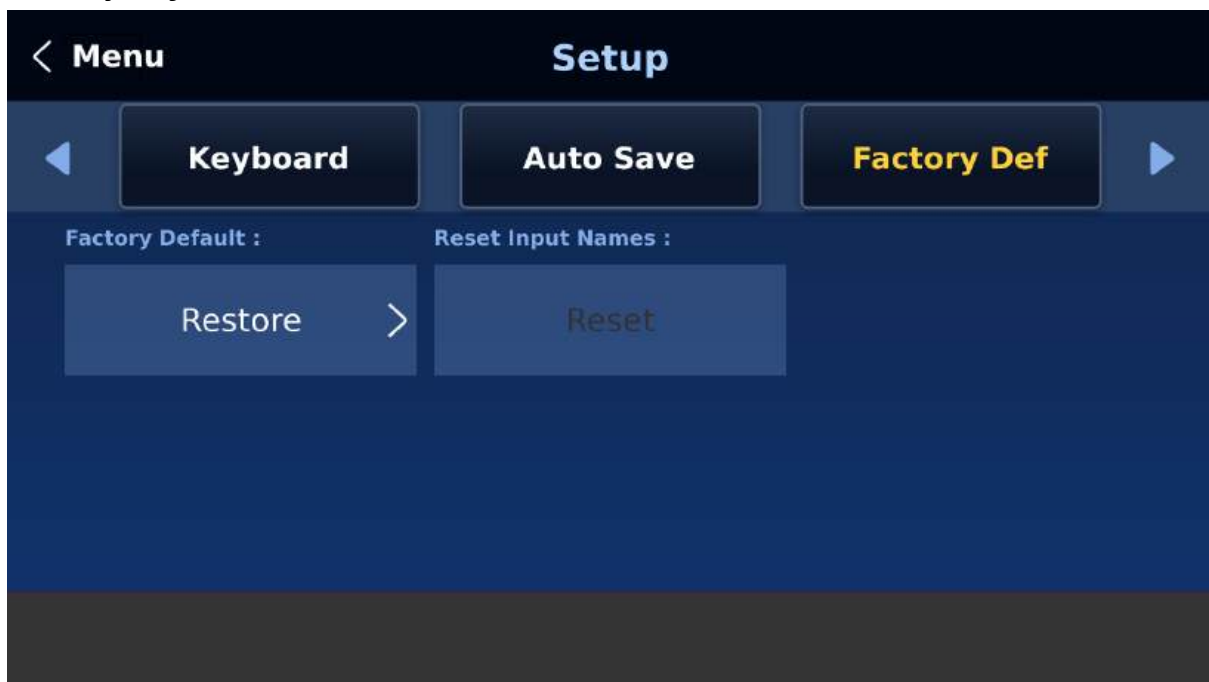 Menu
Setup
Keyboard
Auto Save
Factory Def
Factory Default :
Reset Input Names :
Restore
Reset